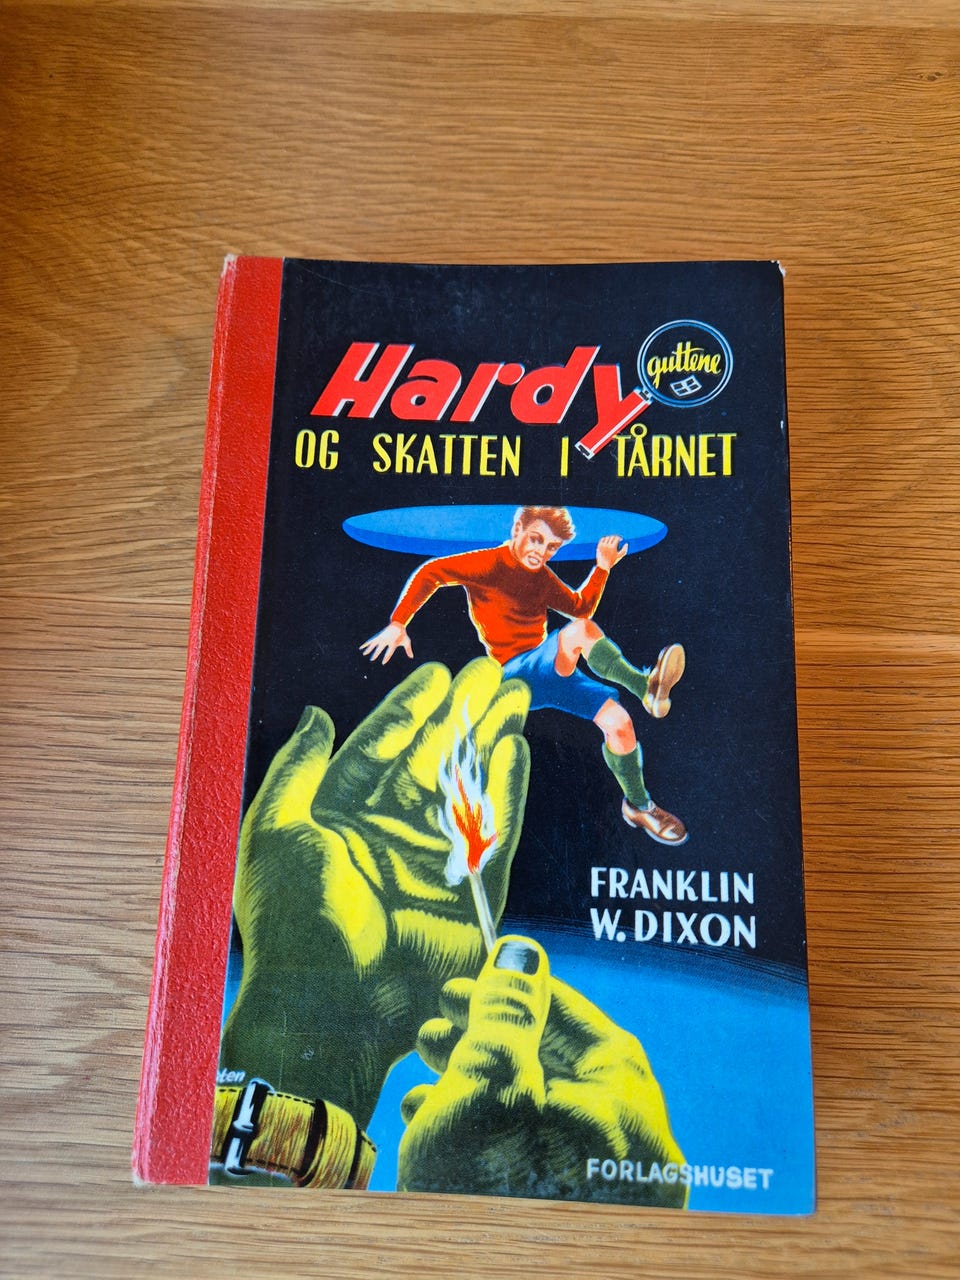 Hardy guttene
OG SKATTEN I TÅRNET
FRANKLIN
W. DIXON
FORLAGSHUSET